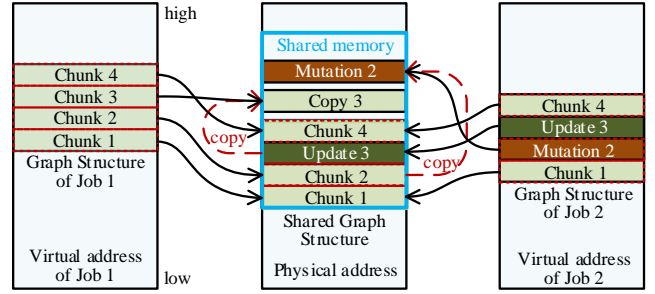 high
Chunk 4
Chunk 3
Chunk 2
Chunk 1
Graph Structure
of Job 1
Virtual address
of Job 1
low
Shared memory
Mutation 2
Copy 3
copy
Chunk 4
Update 3
copy
Chunk 2
Chunk 1
Shared Graph
Structure
Physical address
Chunk 4
Update 3
Mutation 2
Chunk 1
Graph Structure
of Job 2
Virtual address
of Job 2